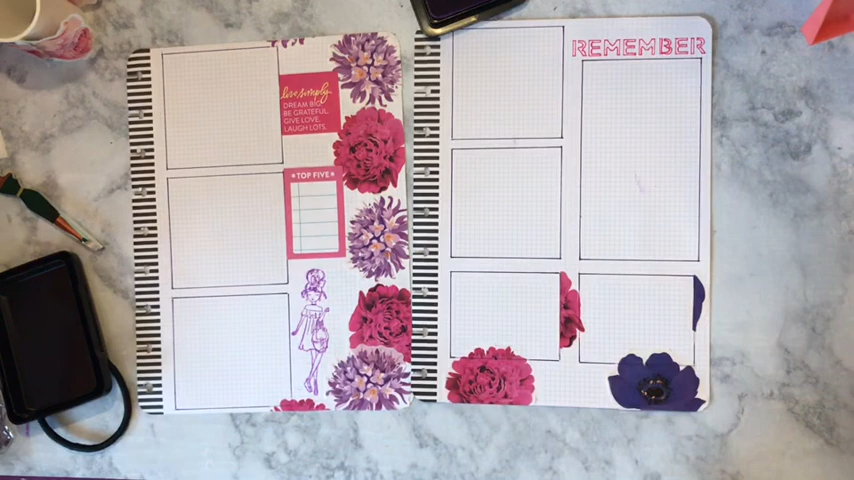 live simply
DREAM BIG.
BE GRATEFUL.
GIVE LOVE.
LAUGH LOTS.
TOP FIVE
REMEMBER